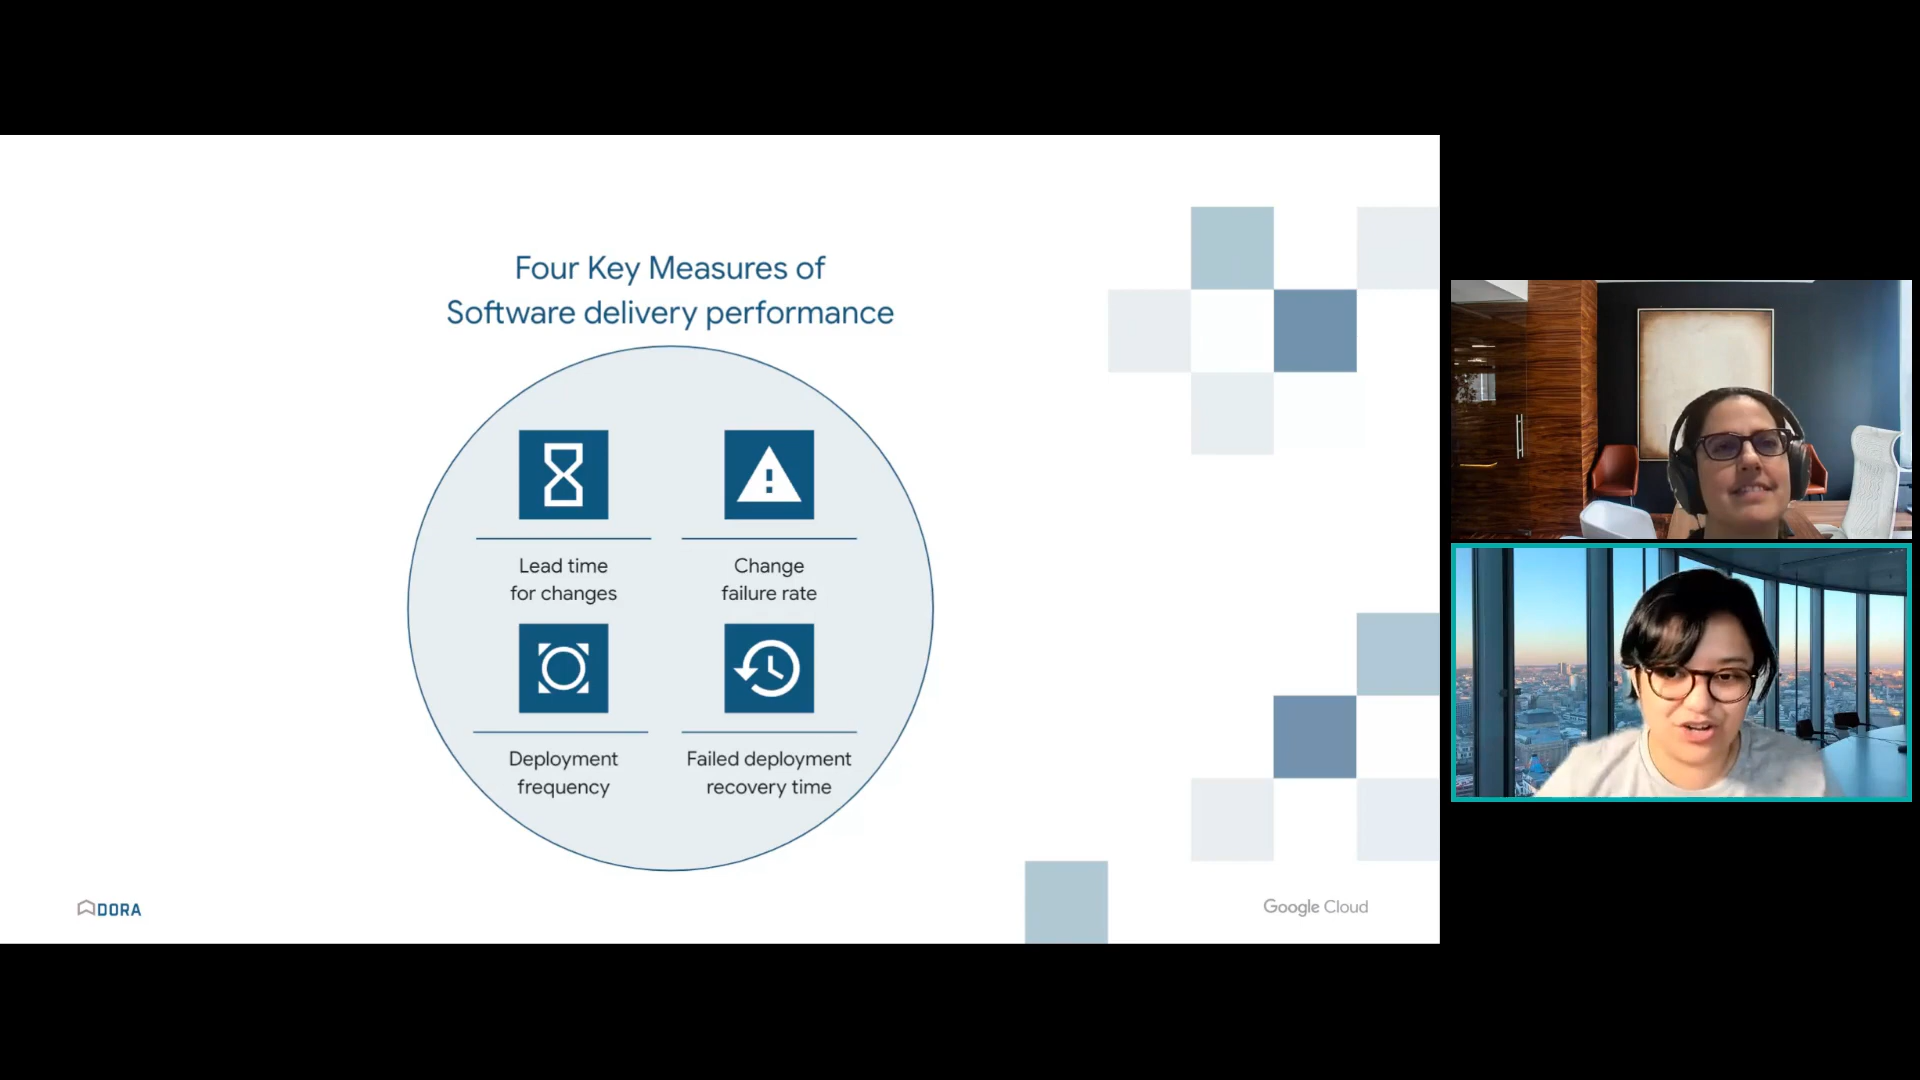 Four Key Measures of
Software delivery performance
Lead time
for changes
Change
failure rate
Deployment
frequency
Failed deployment
recovery time
DORA
Google Cloud